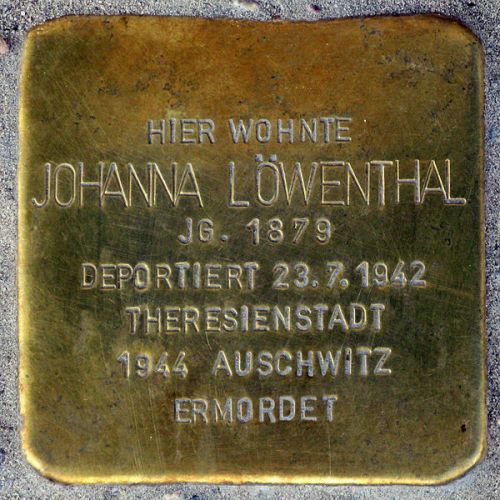 HIER WOHNTE
JOHANNA LÖWENTHAL
JG. 1879
DEPORTIERT 23.7.1942
THERESIENSTADT
1944 AUSCHWITZ
ERMORDET